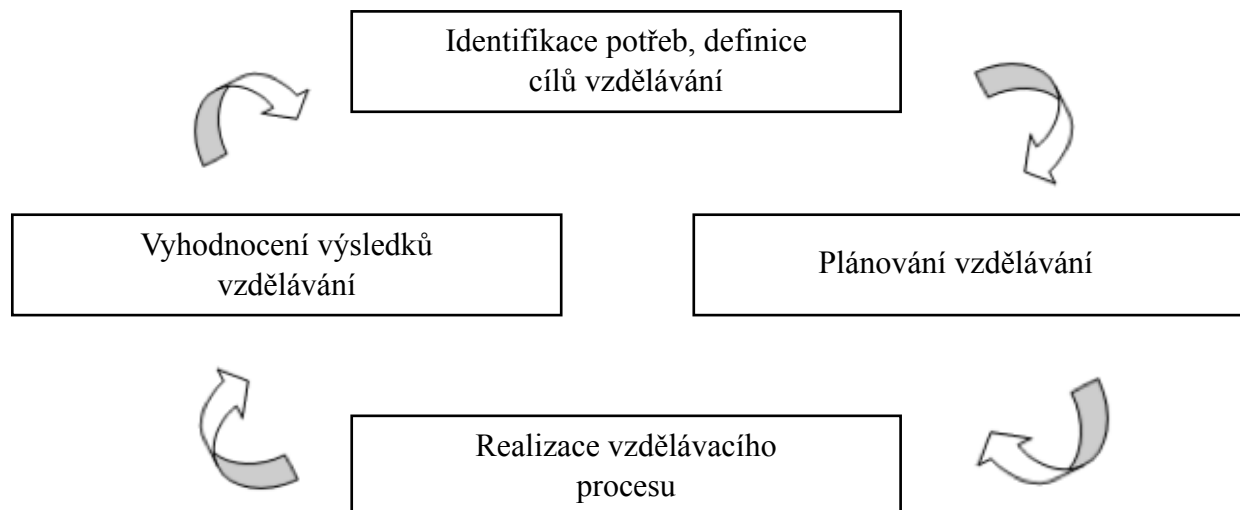 Identifikace potřeb, definice
cílů vzdělávání
Vyhodnocení výsledků
vzdělávání
Plánování vzdělávání
Realizace vzdělávacího
procesu